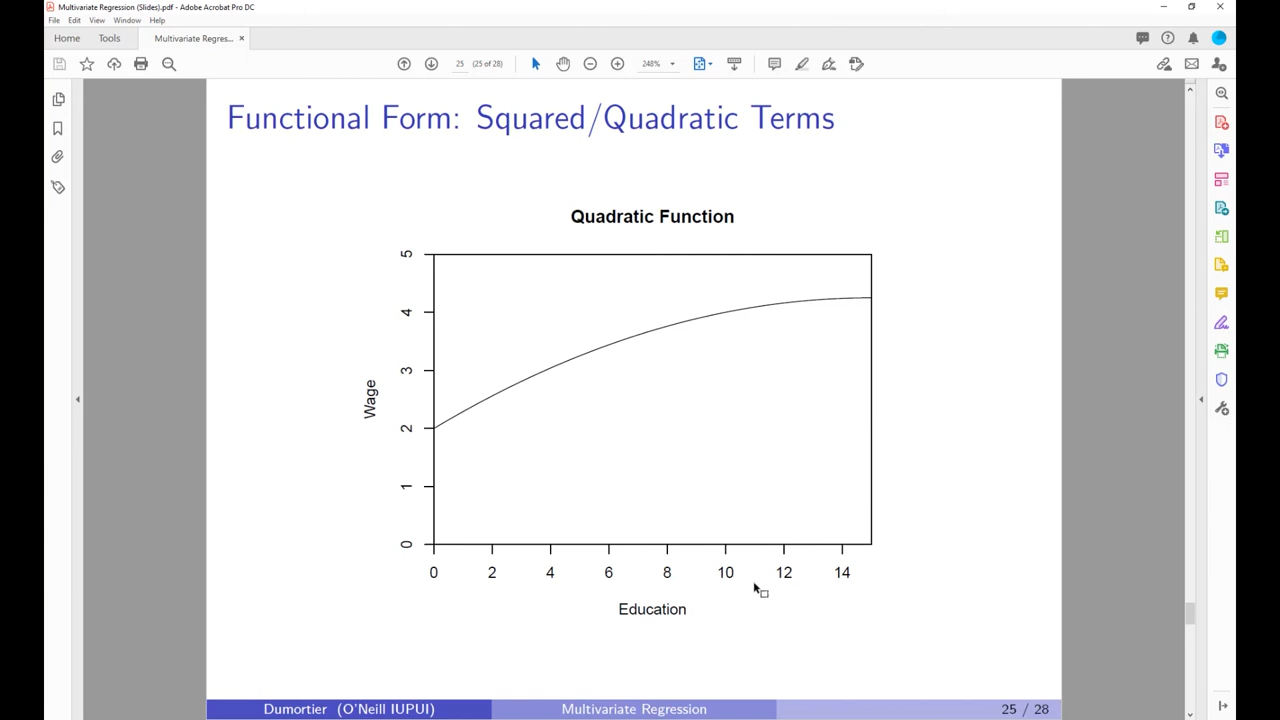 Multivariate Regression (Slides).pdf - Adobe Acrobat Pro DC
File Edit View Window Help
Home Tools Multivariate Regres... ×
25 (25 of 28) 248%
Functional Form: Squared/Quadratic Terms
Quadratic Function
5
4
3
2
1
0
Wage
0 2 4 6 8 10 12 14
Education
Dumortier (O'Neill IUPUI) Multivariate Regression 25 / 28